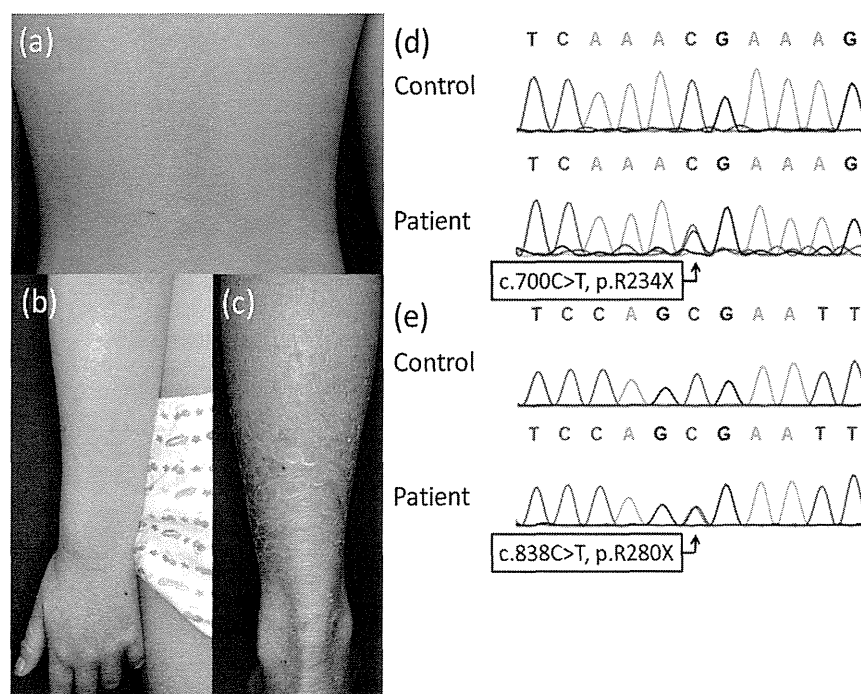 (a)
(b)
(c)
(d)
T C A A A C G A A A G
Control
T C A A A C G A A A G
Patient
c.700C>T, p.R234X
(e)
T C C A G C G A A T T
Control
T C C A G C G A A T T
Patient
c.838C>T, p.R280X